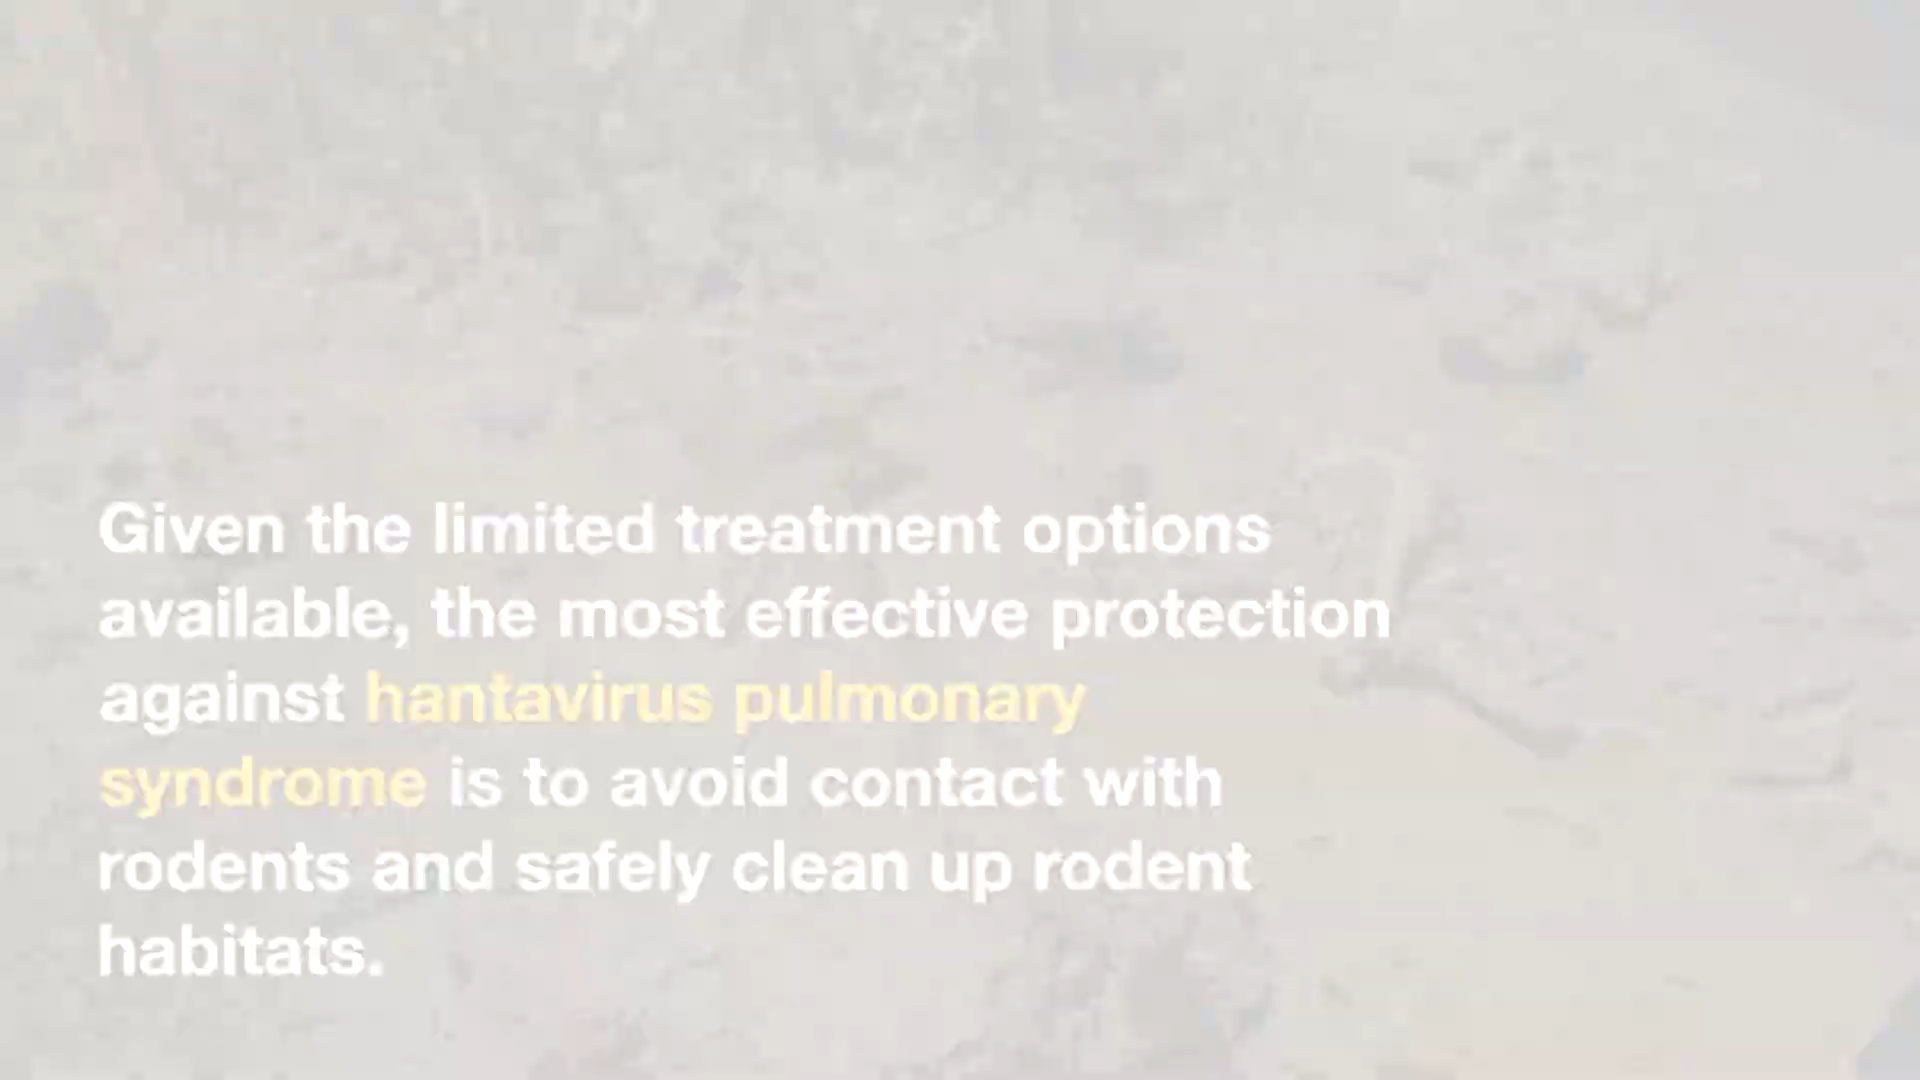 Given the limited treatment options
available, the most effective protection
against hantavirus pulmonary
syndrome is to avoid contact with
rodents and safely clean up rodent
habitats.